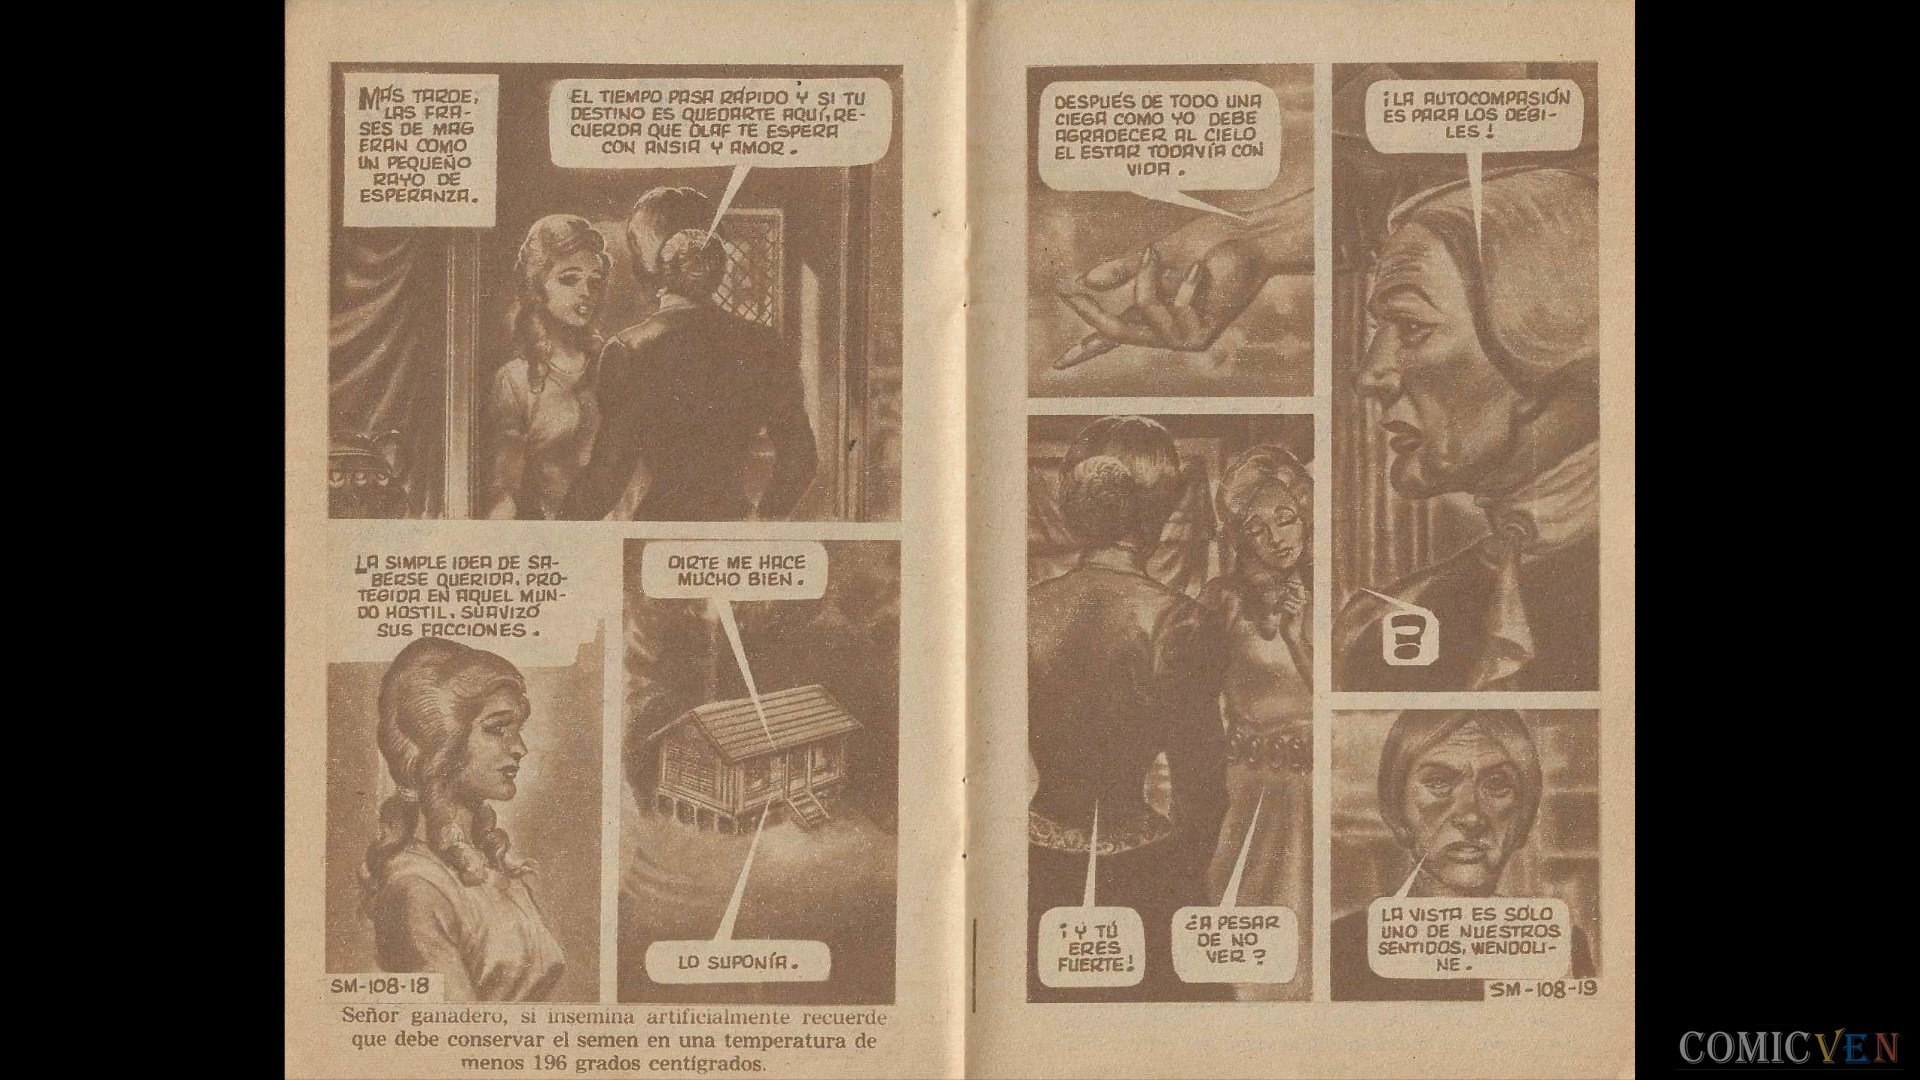 MÁS TARDE,
LAS FRA-
SES DE MAG
ERAN COMO
UN PEQUEÑO
RAYO DE
ESPERANZA.
EL TIEMPO PASA RÁPIDO Y SI TU
DESTINO ES QUEDARTE AQUÍ, RE-
CUERDA QUE OLAF TE ESPERA
CON ANSIA Y AMOR.
LA SIMPLE IDEA DE SA-
BERSE QUERIDA, PRO-
TEGIDA EN AQUEL MUN-
DO HOSTIL, SUAVIZÓ
SUS FACCIONES.
OIRTE ME HACE
MUCHO BIEN.
LO SUPONÍA.
SM-108-18
Señor ganadero, si insemina artificialmente recuerde
que debe conservar el semen en una temperatura de
menos 196 grados centígrados.
DESPUÉS DE TODO UNA
CIEGA COMO YO DEBE
AGRADECER AL CIELO
EL ESTAR TODAVÍA CON
VIDA.
¡LA AUTOCOMPASIÓN
ES PARA LOS DEBI-
LES!
¡Y TÚ
ERES
FUERTE!
¿A PESAR
DE NO
VER?
LA VISTA ES SÓLO
UNO DE NUESTROS
SENTIDOS, WENDOLI-
NE.
SM-108-19
COMICVEN